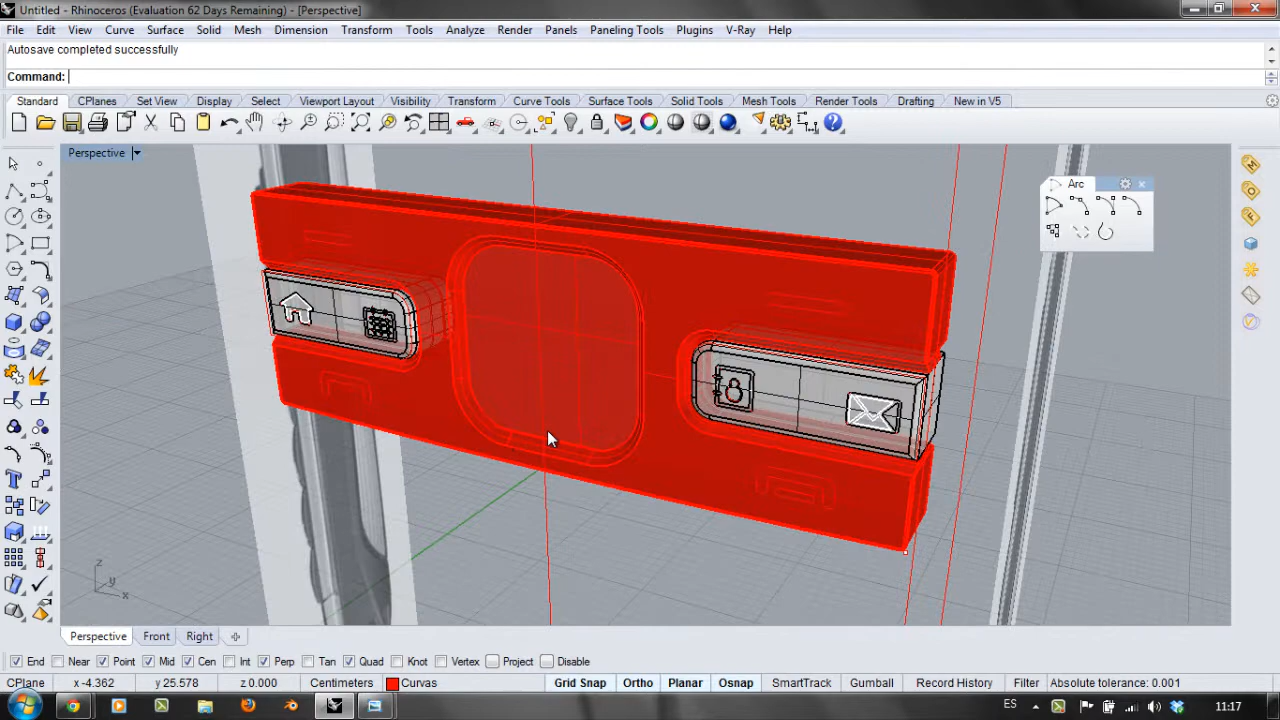 Untitled - Rhinoceros (Evaluation 62 Days Remaining) - [Perspective]
File Edit View Curve Surface Solid Mesh Dimension Transform Tools Analyze Render Panels Paneling Tools Plugins V-Ray Help
Autosave completed successfully
Command:
Standard CPlanes Set View Display Select Viewport Layout Visibility Transform Curve Tools Surface Tools Solid Tools Mesh Tools Render Tools Drafting New in V5
Perspective
Arc
z
y
x
Perspective Front Right
End Near Point Mid Cen Int Perp Tan Quad Knot Vertex Project Disable
CPlane x -4.362 y 25.578 z 0.000 Centimeters Curvas Grid Snap Ortho Planar Osnap SmartTrack Gumball Record History Filter Absolute tolerance: 0.001
ES 11:17